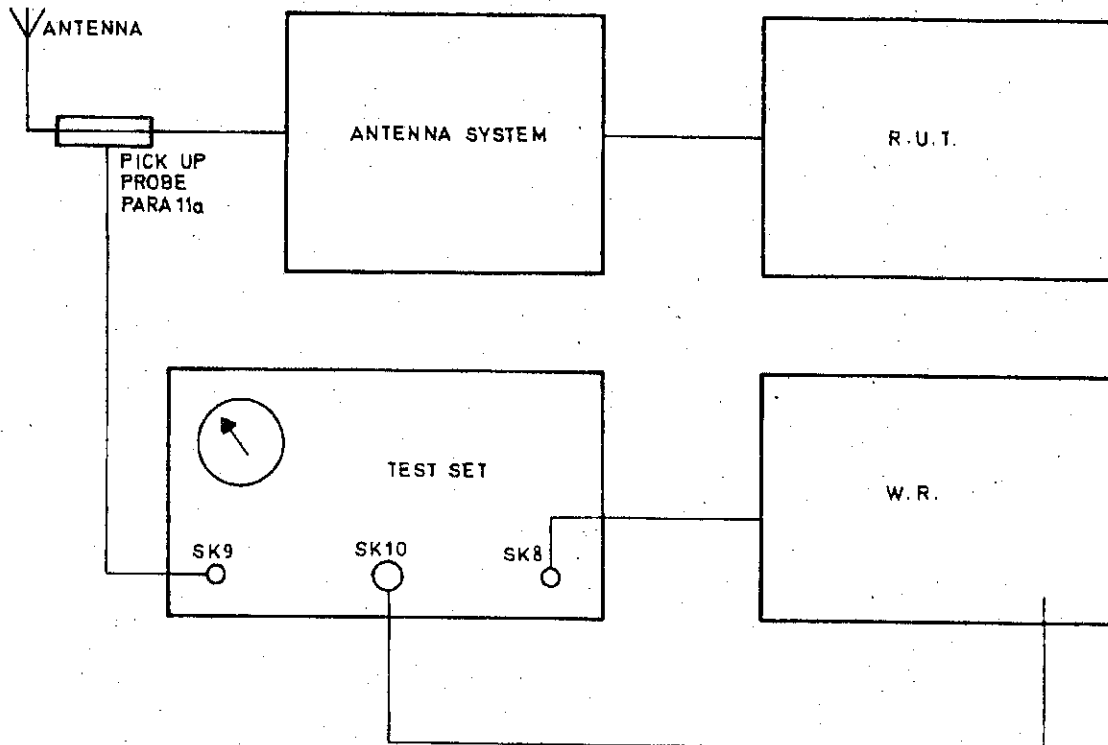 ANTENNA
ANTENNA SYSTEM
R.U.T.
PICK UP
PROBE
PARA 11a
TEST SET
W.R.
SK9
SK10
SK8